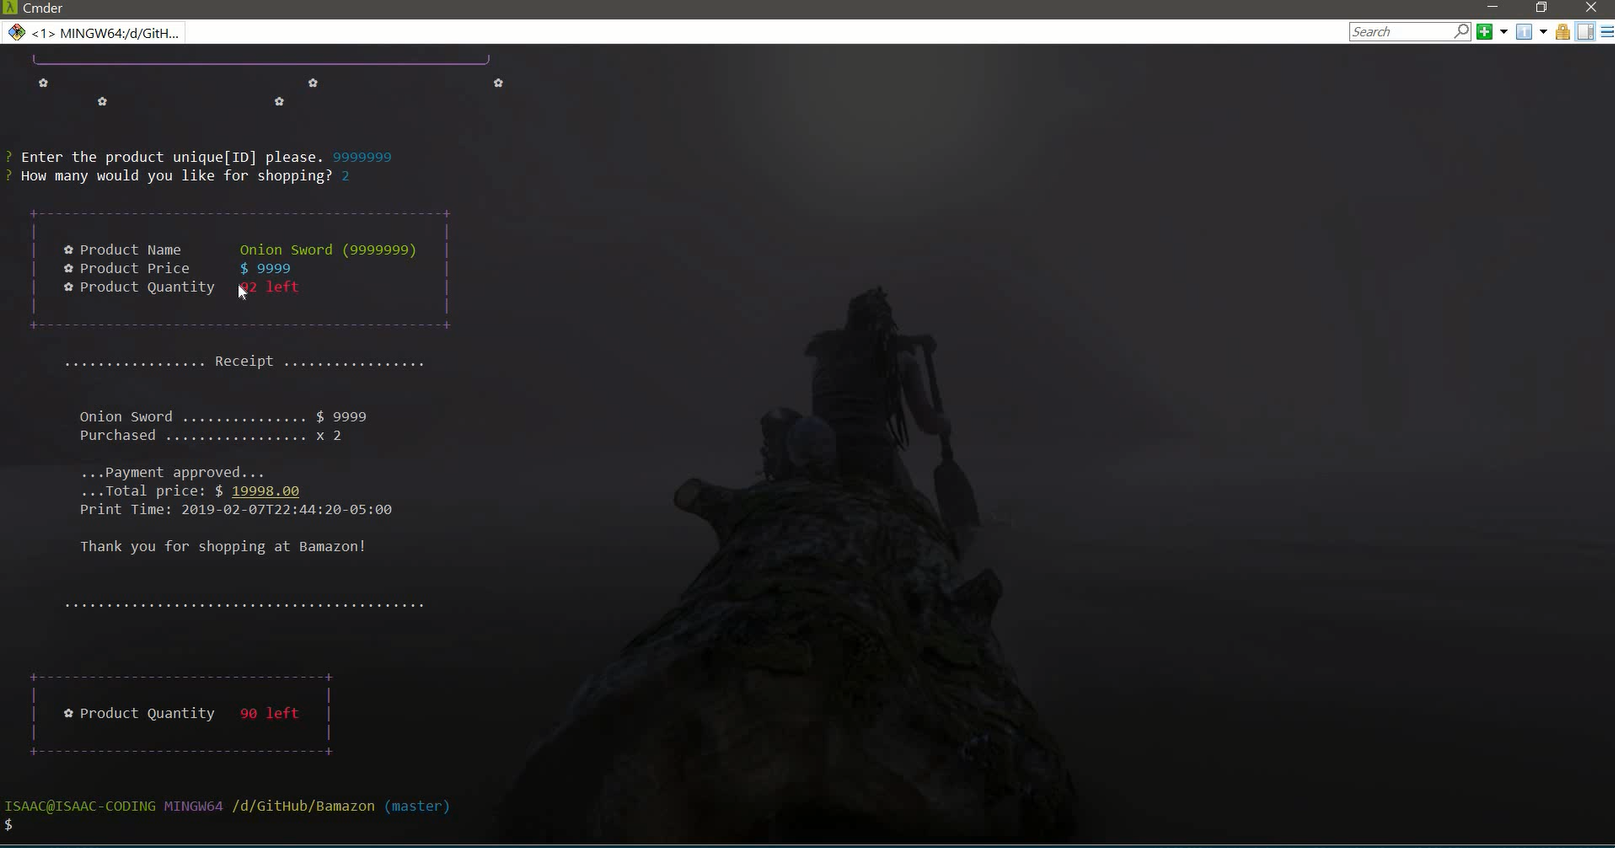 Cmder
<1> MINGW64:/d/GitH...
Search
? Enter the product unique[ID] please. 9999999
? How many would you like for shopping? 2
✿ Product Name Onion Sword (9999999)
✿ Product Price $ 9999
✿ Product Quantity 92 left
................. Receipt .................
Onion Sword ............... $ 9999
Purchased ................. x 2
...Payment approved...
...Total price: $ 19998.00
Print Time: 2019-02-07T22:44:20-05:00
Thank you for shopping at Bamazon!
...........................................
✿ Product Quantity 90 left
ISAAC@ISAAC-CODING MINGW64 /d/GitHub/Bamazon (master)
$